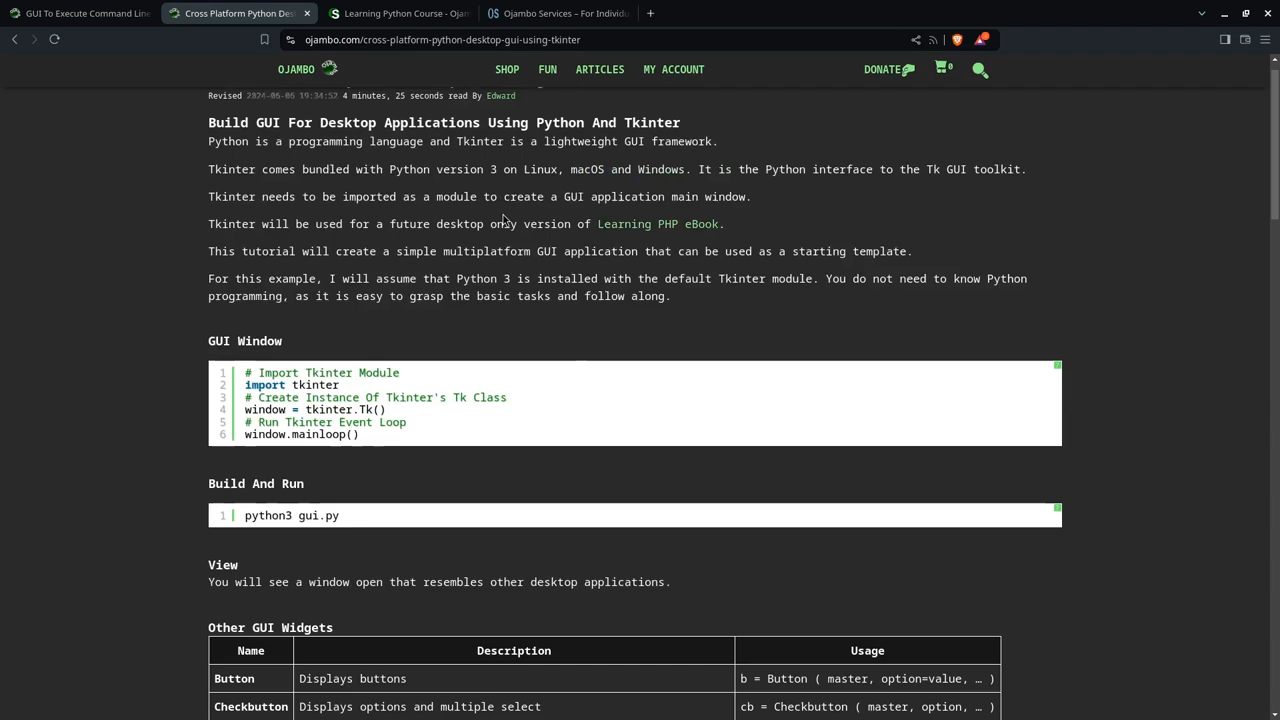 GUI To Execute Command Line
Cross Platform Python Des
Learning Python Course - Ojam
Ojambo Services – For Individu
ojambo.com/cross-platform-python-desktop-gui-using-tkinter
OJAMBO SHOP FUN ARTICLES MY ACCOUNT DONATE 0
Revised 2024-06-06 19:34:52 4 minutes, 25 seconds read By Edward
Build GUI For Desktop Applications Using Python And Tkinter
Python is a programming language and Tkinter is a lightweight GUI framework.
Tkinter comes bundled with Python version 3 on Linux, macOS and Windows. It is the Python interface to the Tk GUI toolkit.
Tkinter needs to be imported as a module to create a GUI application main window.
Tkinter will be used for a future desktop only version of Learning PHP eBook.
This tutorial will create a simple multiplatform GUI application that can be used as a starting template.
For this example, I will assume that Python 3 is installed with the default Tkinter module. You do not need to know Python
programming, as it is easy to grasp the basic tasks and follow along.
GUI Window
?
1 # Import Tkinter Module
2 import tkinter
3 # Create Instance Of Tkinter's Tk Class
4 window = tkinter.Tk()
5 # Run Tkinter Event Loop
6 window.mainloop()
Build And Run
?
1 python3 gui.py
View
You will see a window open that resembles other desktop applications.
Other GUI Widgets
Name Description Usage
Button Displays buttons b = Button ( master, option=value, … )
Checkbutton Displays options and multiple select cb = Checkbutton ( master, option, … )